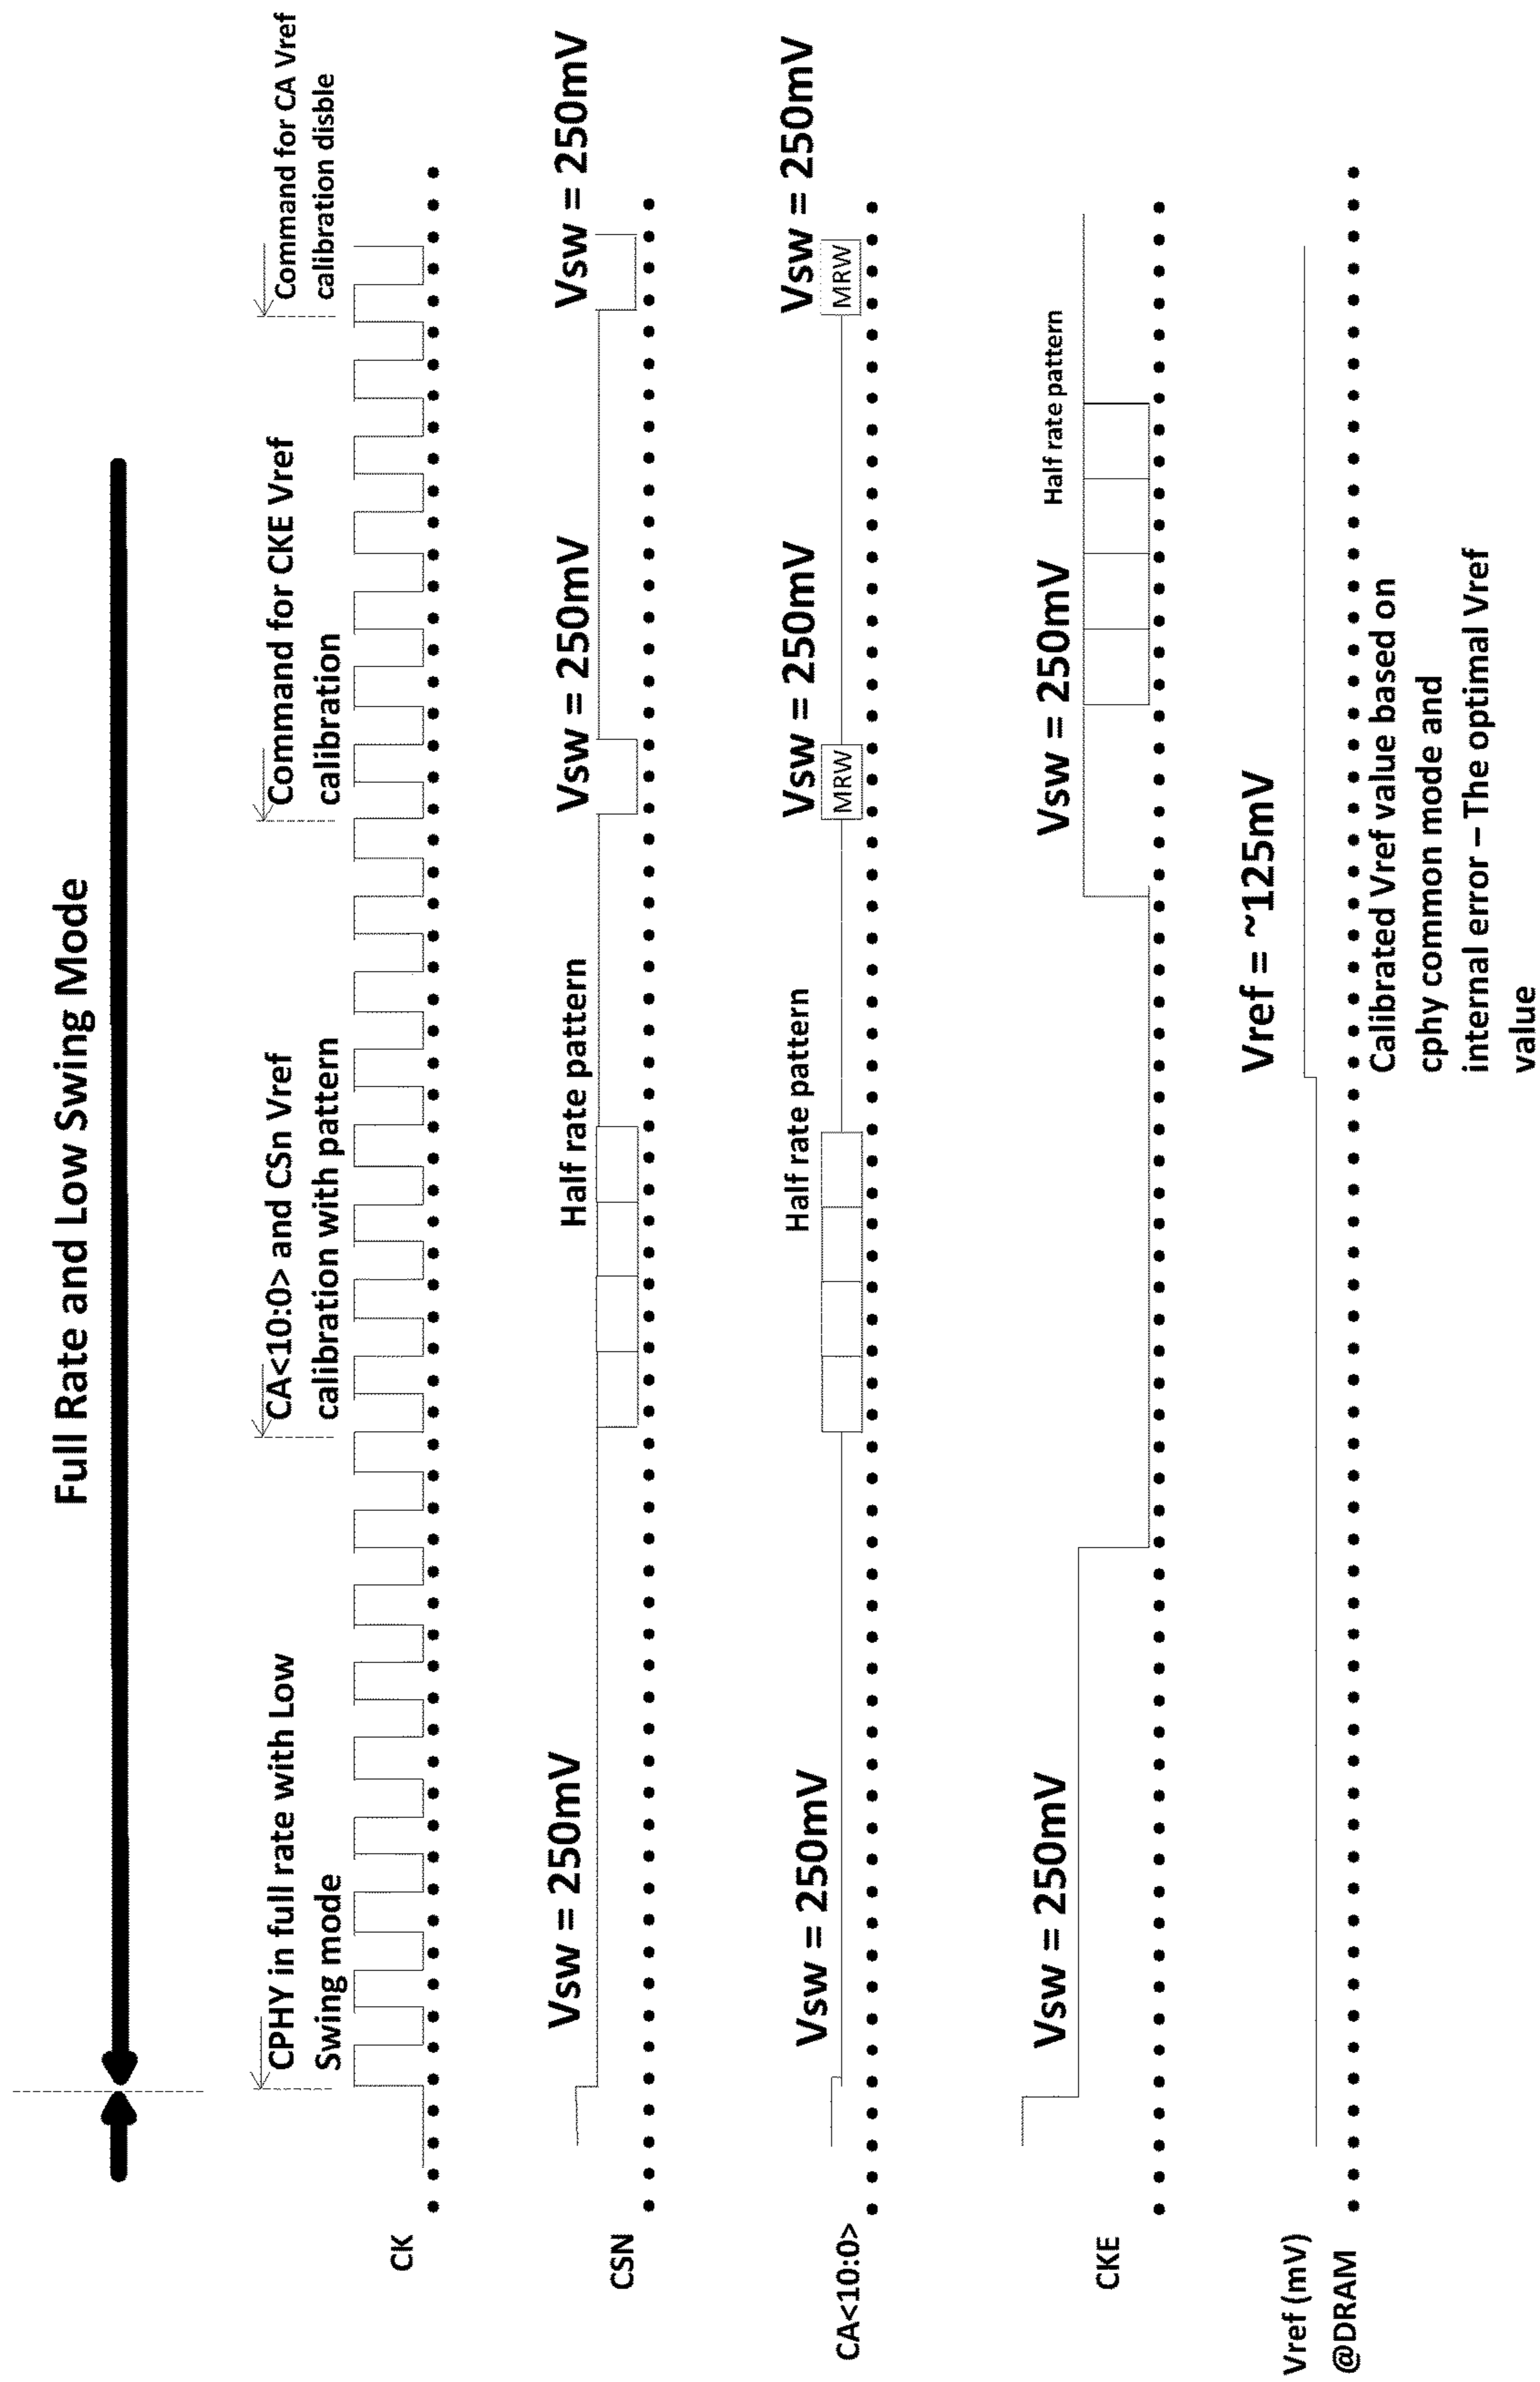 Full Rate and Low Swing Mode
CPHY in full rate with Low
Swing mode
CA<10:0> and CSn Vref
calibration with pattern
Command for CKE Vref
calibration
Command for CA Vref
calibration disble
CK
Vsw = 250mV
Half rate pattern
Vsw = 250mV
Vsw = 250mV
CSN
Vsw = 250mV
Half rate pattern
Vsw = 250mV
Vsw = 250mV
MRW
MRW
CA<10:0>
Vsw = 250mV
Vsw = 250mV
Half rate pattern
CKE
Vref = ~125mV
Vref (mV)
@DRAM
Calibrated Vref value based on
cphy common mode and
internal error – The optimal Vref
value